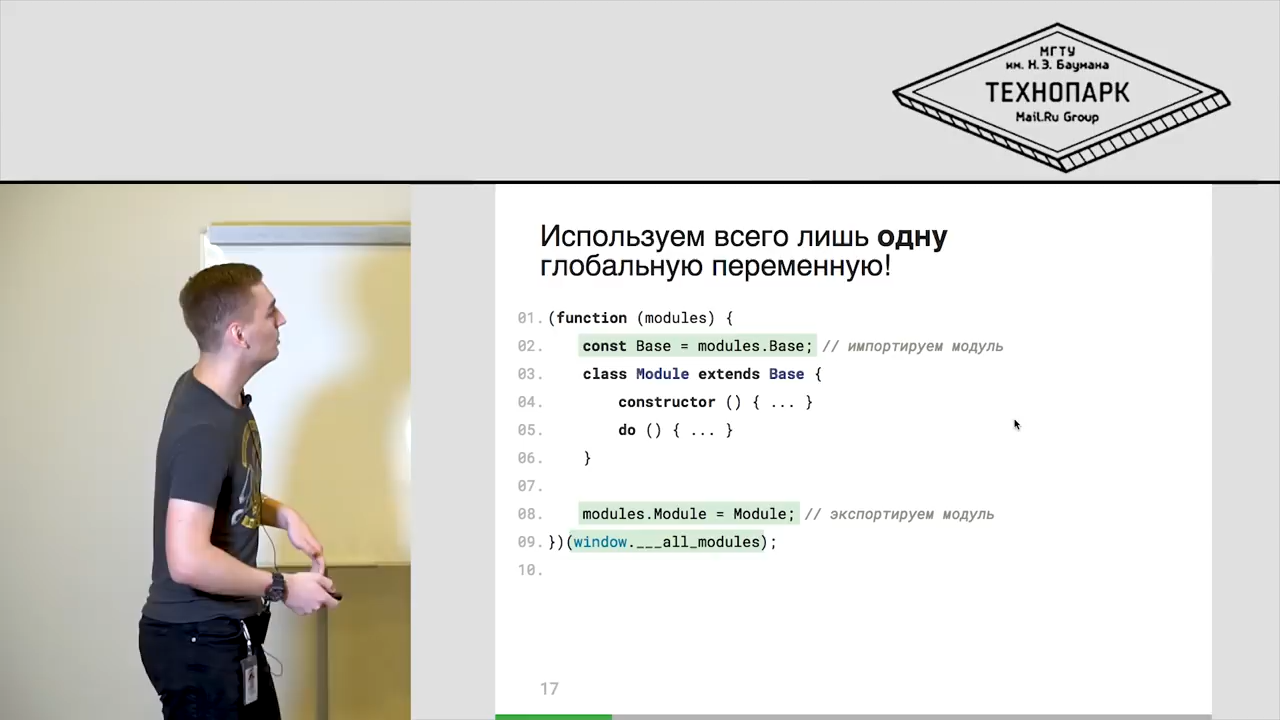 МГТУ
им. Н.Э. Баумана
ТЕХНОПАРК
Mail.Ru Group
Используем всего лишь одну
глобальную переменную!
01. (function (modules) {
02. const Base = modules.Base; // импортируем модуль
03. class Module extends Base {
04. constructor () { ... }
05. do () { ... }
06. }
07.
08. modules.Module = Module; // экспортируем модуль
09. })(window.___all_modules);
10.
17